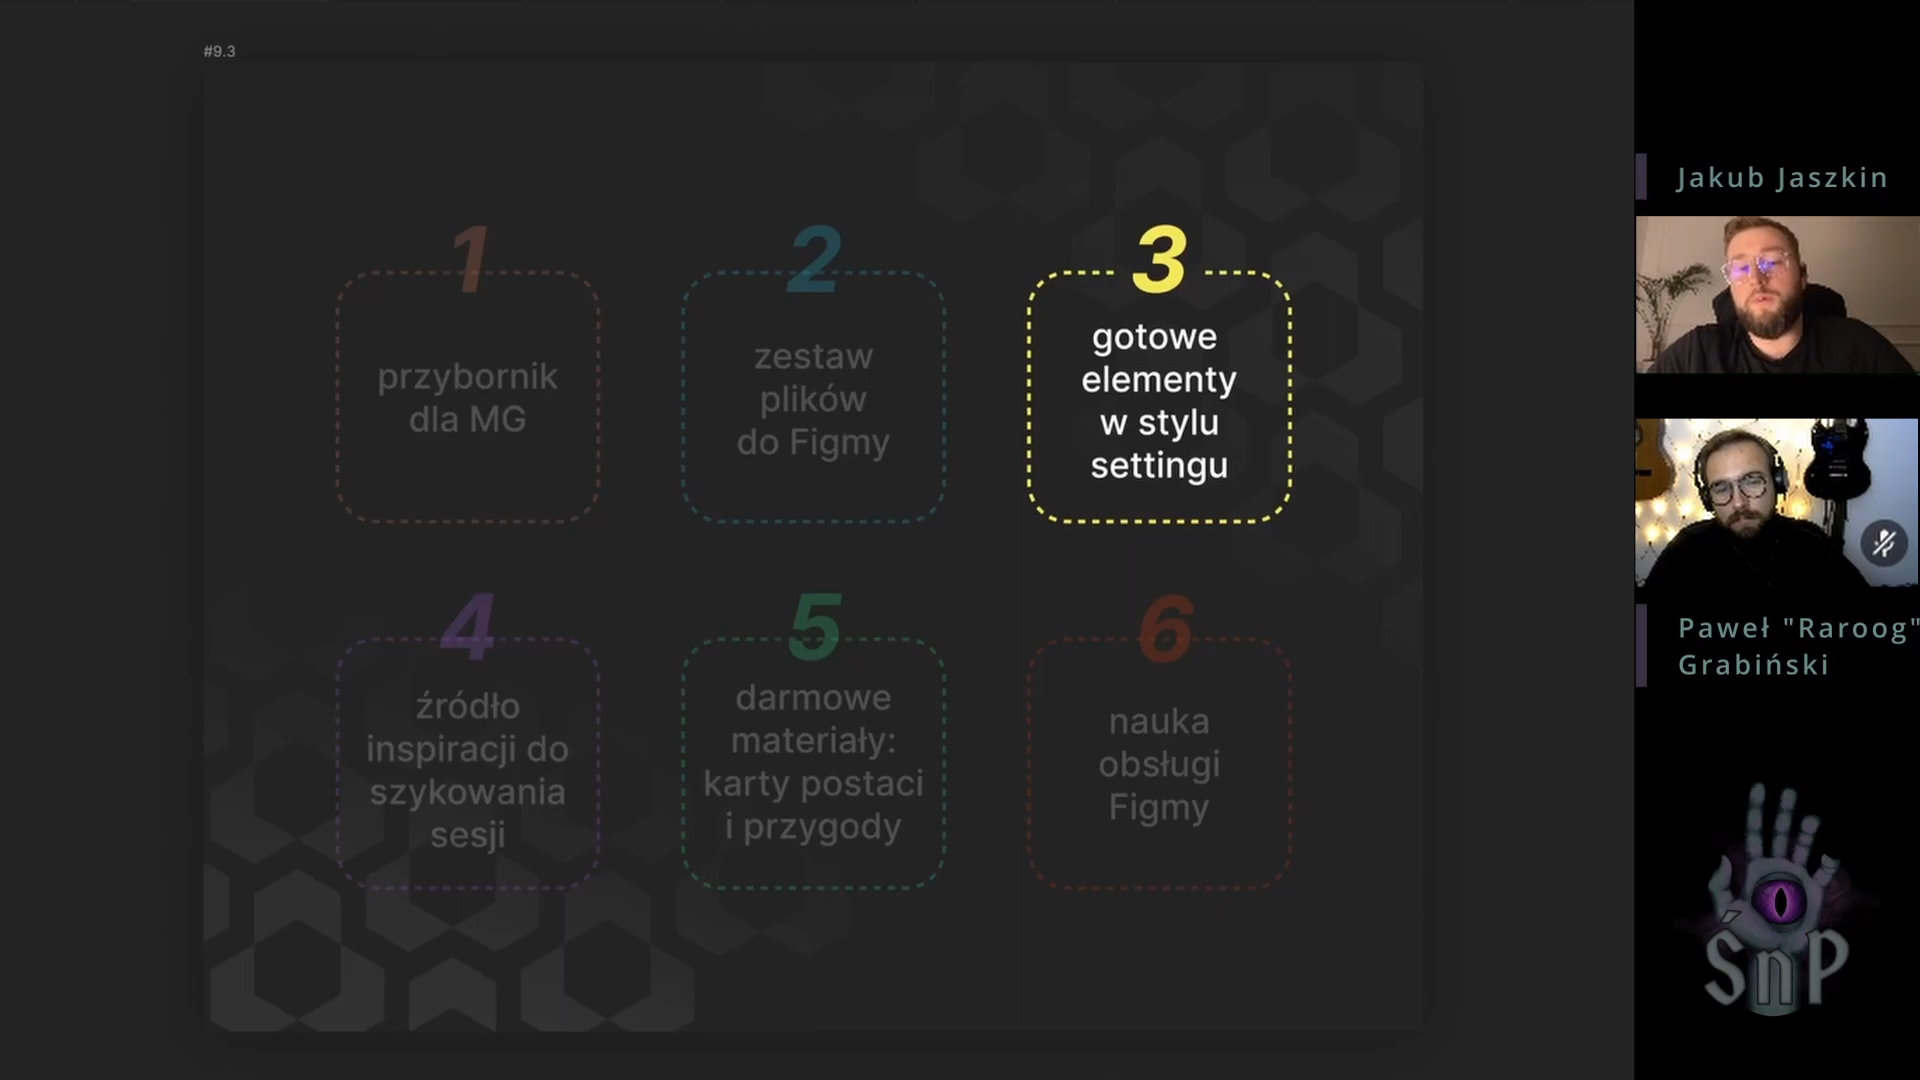 #9.3
1
przybornik
dla MG
2
zestaw
plików
do Figmy
3
gotowe
elementy
w stylu
settingu
4
źródło
inspiracji do
szykowania
sesji
5
darmowe
materiały:
karty postaci
i przygody
6
nauka
obsługi
Figmy
Jakub Jaszkin
Paweł "Raroog"
Grabiński
ŚnP